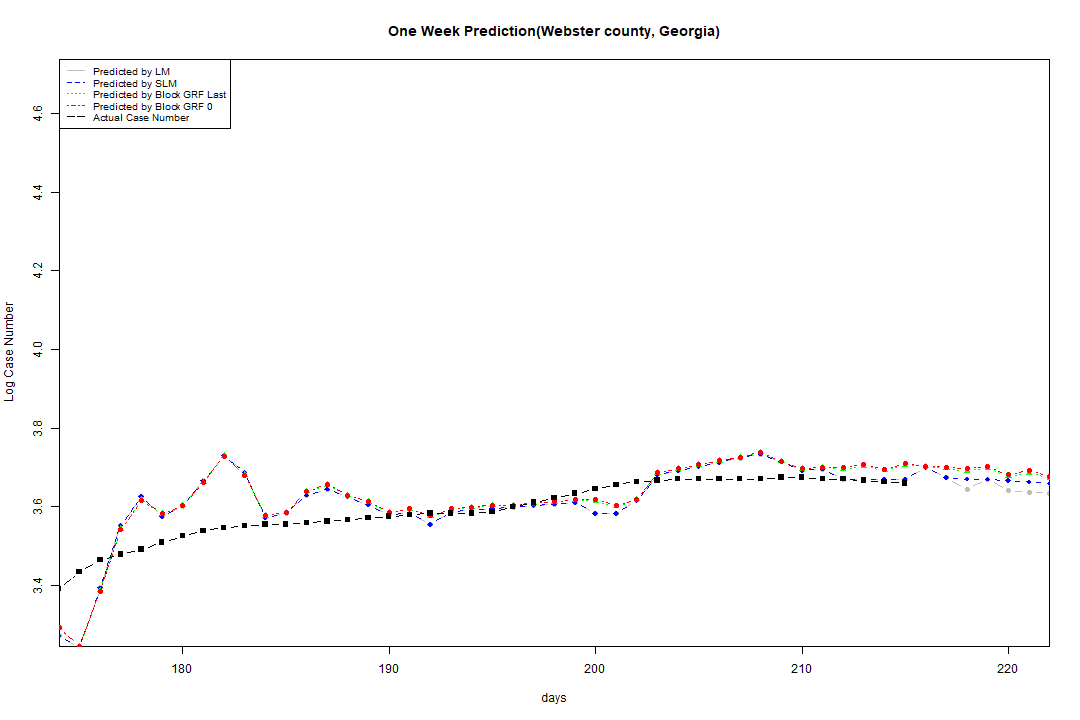 One Week Prediction(Webster county, Georgia)
Predicted by LM
Predicted by SLM
Predicted by Block GRF Last
Predicted by Block GRF 0
Actual Case Number
4.6
4.4
4.2
4.0
3.8
3.6
3.4
Log Case Number
180 190 200 210 220
days